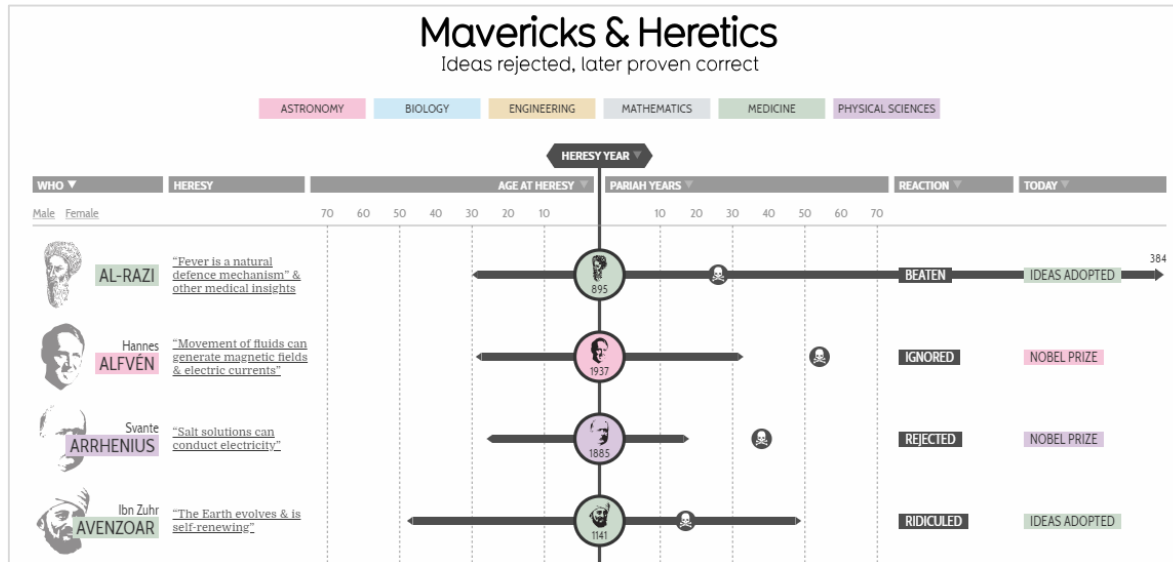 Mavericks & Heretics
Ideas rejected, later proven correct
ASTRONOMY BIOLOGY ENGINEERING MATHEMATICS MEDICINE PHYSICAL SCIENCES
HERESY YEAR ▼
WHO ▼ HERESY AGE AT HERESY ▼ PARIAH YEARS ▼ REACTION ▼ TODAY ▼
Male Female 70 60 50 40 30 20 10 10 20 30 40 50 60 70
AL-RAZI
“Fever is a natural
defence mechanism” &
other medical insights
895
384
BEATEN
IDEAS ADOPTED
Hannes
ALFVÉN
“Movement of fluids can
generate magnetic fields
& electric currents”
1937
IGNORED
NOBEL PRIZE
Svante
ARRHENIUS
“Salt solutions can
conduct electricity”
1885
REJECTED
NOBEL PRIZE
Ibn Zuhr
AVENZOAR
“The Earth evolves & is
self-renewing”
1141
RIDICULED
IDEAS ADOPTED